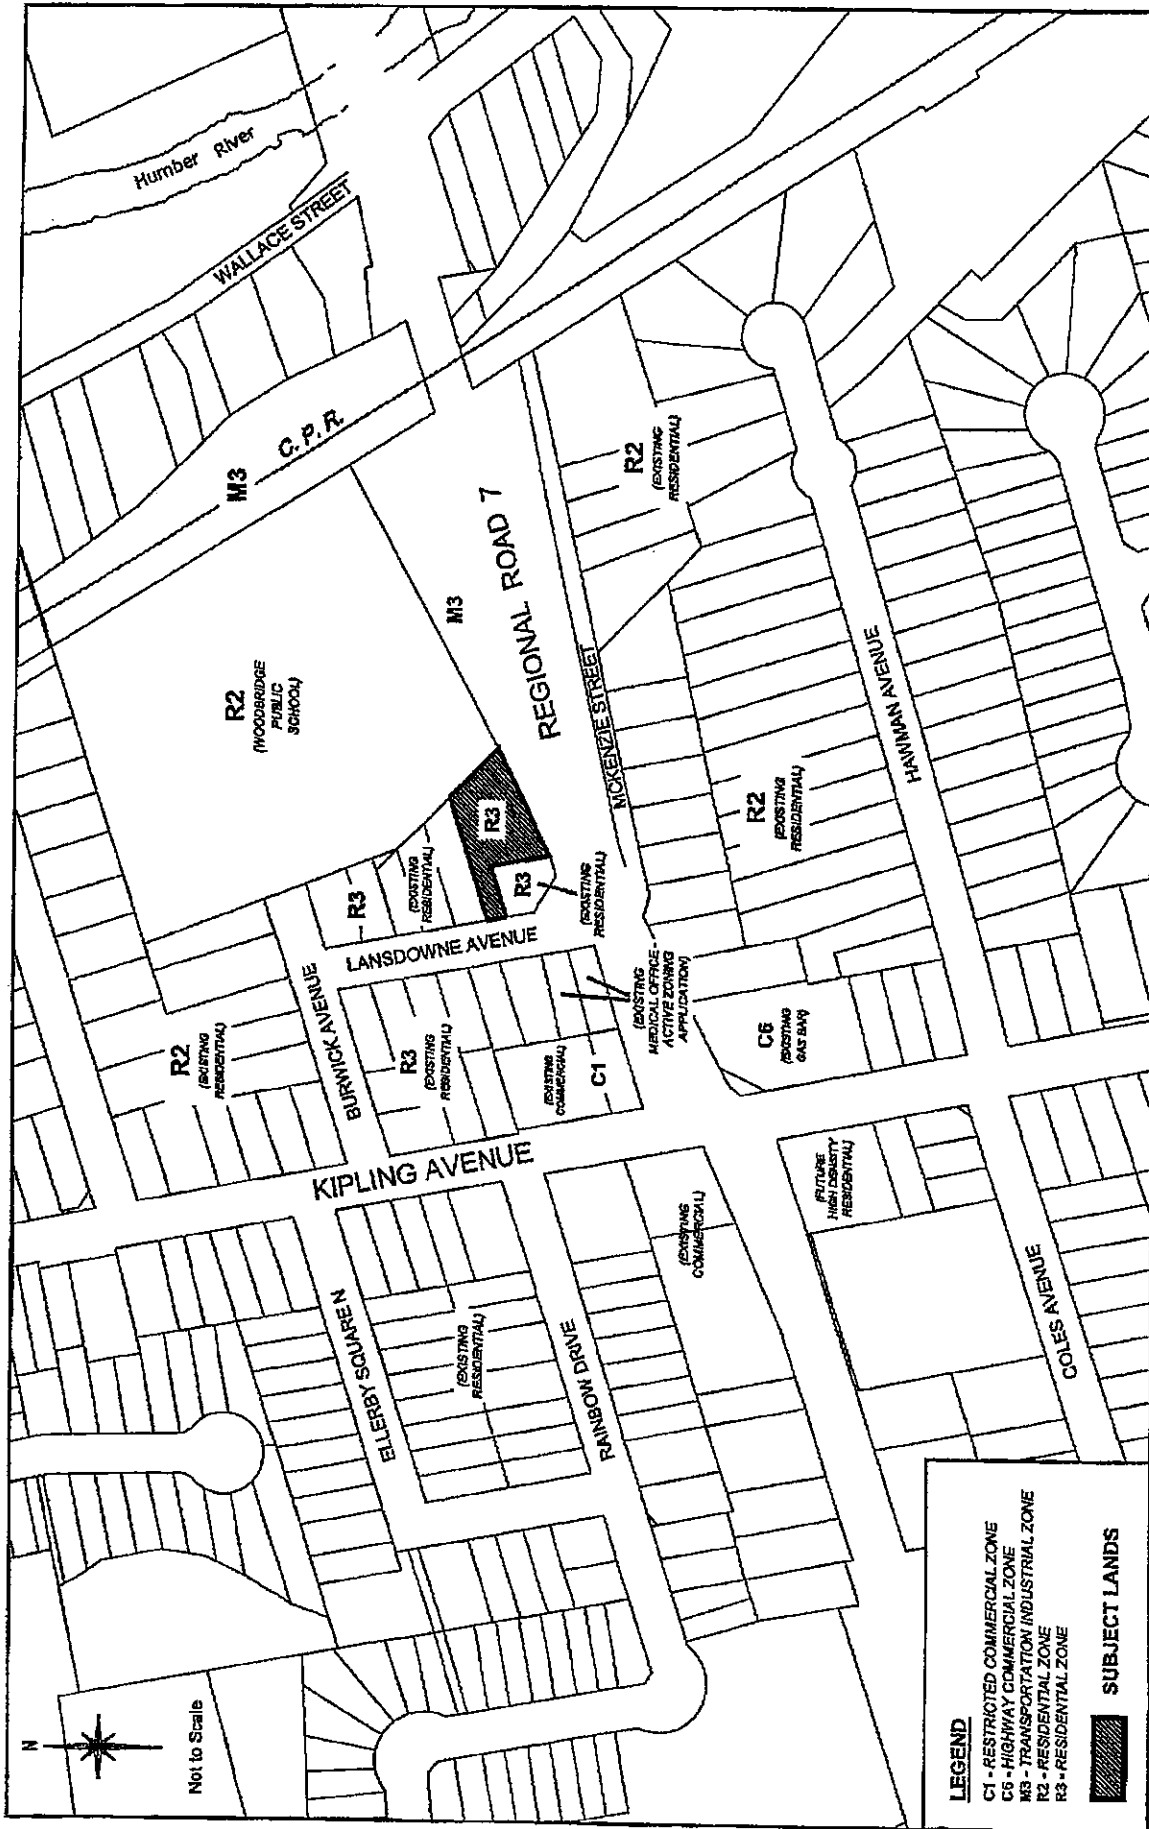 Humber River
WALLACE STREET
C.P.R.
M3
R2
(WOODBRIDGE
PUBLIC
SCHOOL)
M3
REGIONAL ROAD 7
MCKENZIE STREET
R2
(EXISTING
RESIDENTIAL)
HAWMAN AVENUE
R2
(EXISTING
RESIDENTIAL)
R3
R3
(EXISTING
RESIDENTIAL)
R3
(EXISTING
RESIDENTIAL)
LANSDOWNE AVENUE
BURWICK AVENUE
R2
(EXISTING
RESIDENTIAL)
R3
(EXISTING
RESIDENTIAL)
(EXISTING
COMMERCIAL)
C1
(EXISTING
MEDICAL OFFICE -
ACTIVE ZONING
APPLICATION)
C6
(EXISTING
GAS BAR)
KIPLING AVENUE
(FUTURE
HIGH DENSITY
RESIDENTIAL)
(EXISTING
COMMERCIAL)
COLES AVENUE
ELLERBY SQUARE N
(EXISTING
RESIDENTIAL)
RAINBOW DRIVE
N
Not to Scale
LEGEND
C1 - RESTRICTED COMMERCIAL ZONE
C6 - HIGHWAY COMMERCIAL ZONE
M3 - TRANSPORTATION INDUSTRIAL ZONE
R2 - RESIDENTIAL ZONE
R3 - RESIDENTIAL ZONE
SUBJECT LANDS